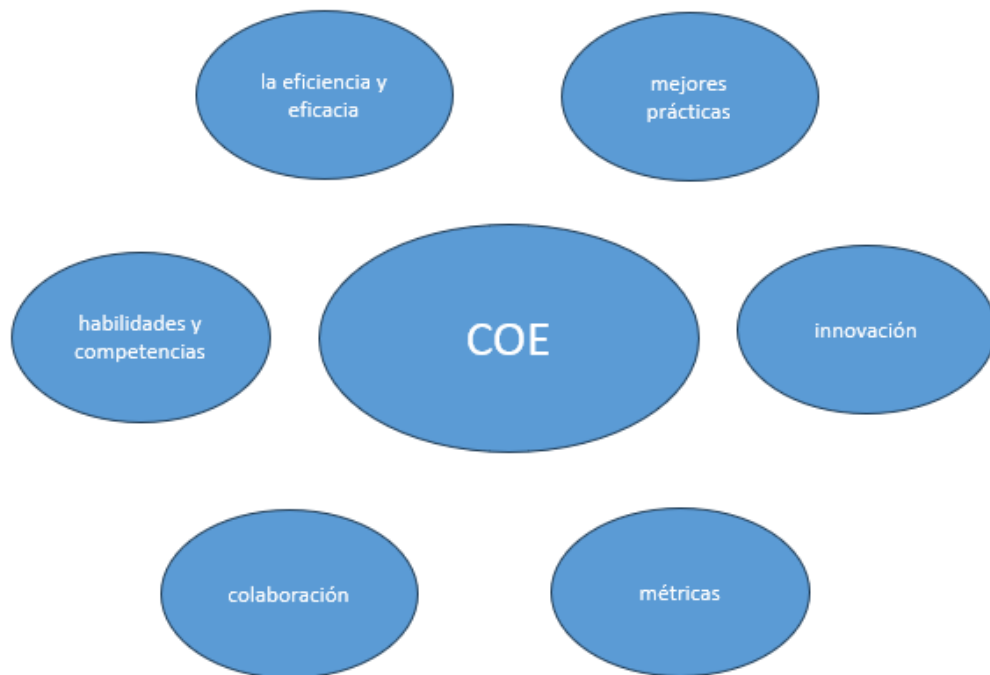 la eficiencia y
eficacia
mejores
prácticas
habilidades y
competencias
COE
innovación
colaboración
métricas